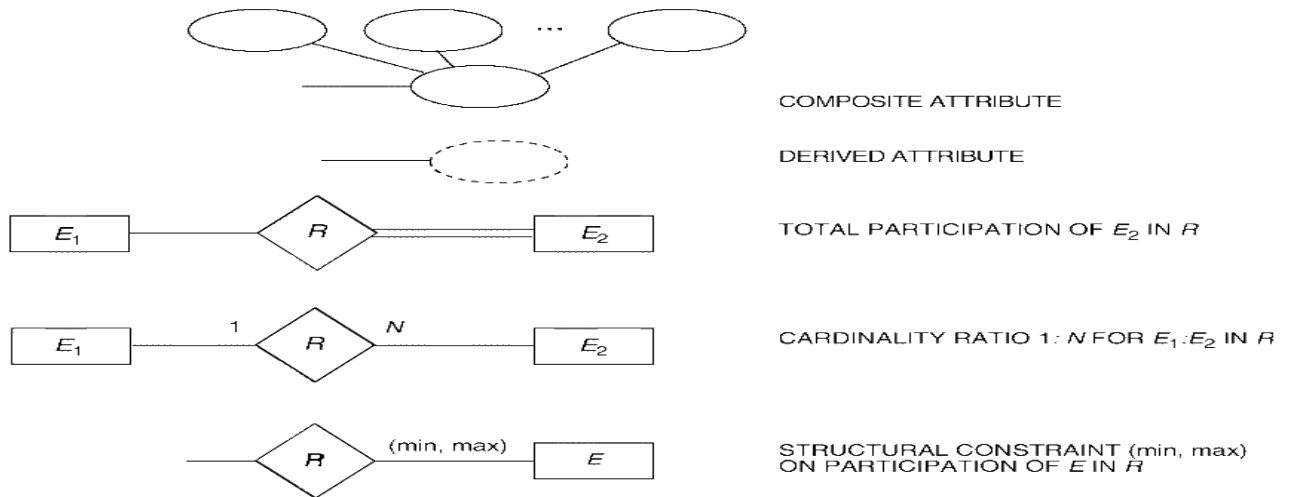 ...
COMPOSITE ATTRIBUTE
DERIVED ATTRIBUTE
E₁ R E₂ TOTAL PARTICIPATION OF E₂ IN R
1 N
E₁ R E₂ CARDINALITY RATIO 1: N FOR E₁:E₂ IN R
(min, max)
R E STRUCTURAL CONSTRAINT (min, max)
ON PARTICIPATION OF E IN R